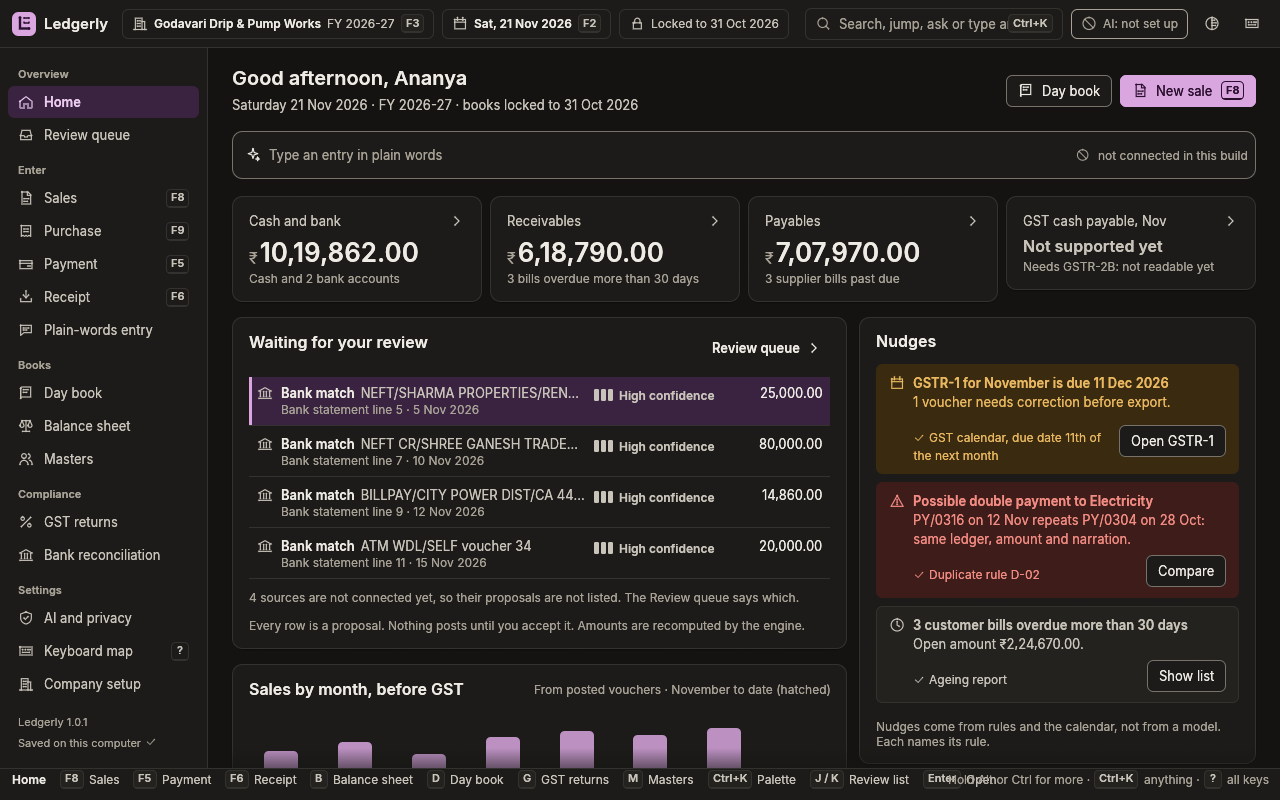 Ledgerly
Godavari Drip & Pump Works FY 2026-27 F3
Sat, 21 Nov 2026 F2
Locked to 31 Oct 2026
Search, jump, ask or type a Ctrl+K
AI: not set up
Overview
Home
Review queue
Enter
Sales F8
Purchase F9
Payment F5
Receipt F6
Plain-words entry
Books
Day book
Balance sheet
Masters
Compliance
GST returns
Bank reconciliation
Settings
AI and privacy
Keyboard map ?
Company setup
Ledgerly 1.0.1
Saved on this computer
Good afternoon, Ananya
Saturday 21 Nov 2026 · FY 2026-27 · books locked to 31 Oct 2026
Day book
New sale F8
Type an entry in plain words
not connected in this build
Cash and bank
₹10,19,862.00
Cash and 2 bank accounts
Receivables
₹6,18,790.00
3 bills overdue more than 30 days
Payables
₹7,07,970.00
3 supplier bills past due
GST cash payable, Nov
Not supported yet
Needs GSTR-2B: not readable yet
Waiting for your review
Review queue
Bank match NEFT/SHARMA PROPERTIES/REN... High confidence 25,000.00
Bank statement line 5 · 5 Nov 2026
Bank match NEFT CR/SHREE GANESH TRADE... High confidence 80,000.00
Bank statement line 7 · 10 Nov 2026
Bank match BILLPAY/CITY POWER DIST/CA 44... High confidence 14,860.00
Bank statement line 9 · 12 Nov 2026
Bank match ATM WDL/SELF voucher 34 High confidence 20,000.00
Bank statement line 11 · 15 Nov 2026
4 sources are not connected yet, so their proposals are not listed. The Review queue says which.
Every row is a proposal. Nothing posts until you accept it. Amounts are recomputed by the engine.
Sales by month, before GST
From posted vouchers · November to date (hatched)
Nudges
GSTR-1 for November is due 11 Dec 2026
1 voucher needs correction before export.
✓ GST calendar, due date 11th of
the next month
Open GSTR-1
Possible double payment to Electricity
PY/0316 on 12 Nov repeats PY/0304 on 28 Oct:
same ledger, amount and narration.
✓ Duplicate rule D-02
Compare
3 customer bills overdue more than 30 days
Open amount ₹2,24,670.00.
✓ Ageing report
Show list
Nudges come from rules and the calendar, not from a model.
Each names its rule.
Home F8 Sales F5 Payment F6 Receipt B Balance sheet D Day book G GST returns M Masters Ctrl+K Palette J / K Review list Enter or Ctrl for more · Ctrl+K anything · ? all keys